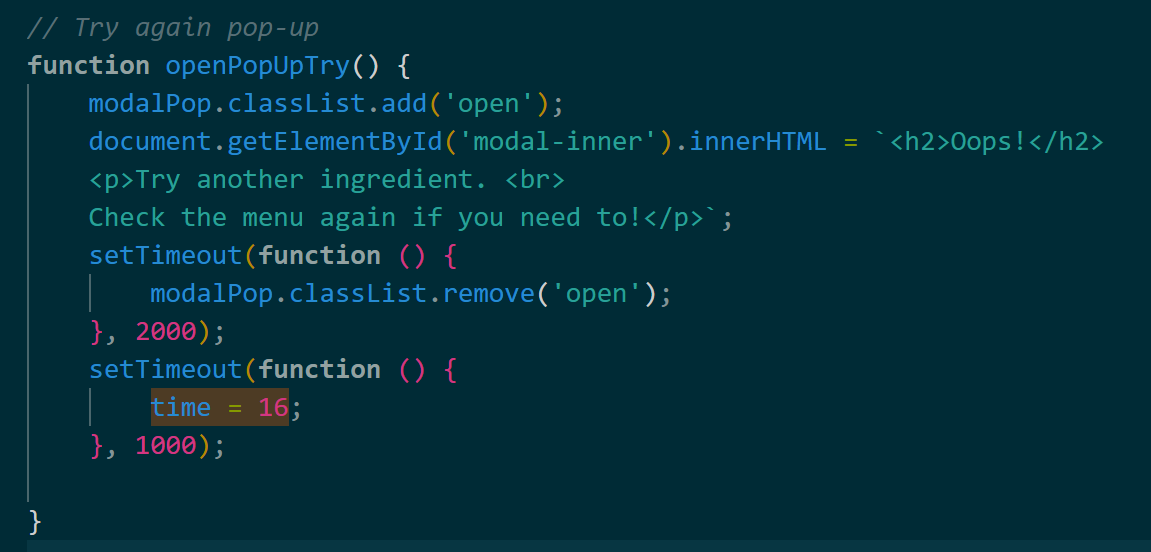 // Try again pop-up
function openPopUpTry() {
    modalPop.classList.add('open');
    document.getElementById('modal-inner').innerHTML = `<h2>Oops!</h2>
    <p>Try another ingredient. <br>
    Check the menu again if you need to!</p>`;
    setTimeout(function () {
        modalPop.classList.remove('open');
    }, 2000);
    setTimeout(function () {
        time = 16;
    }, 1000);
}